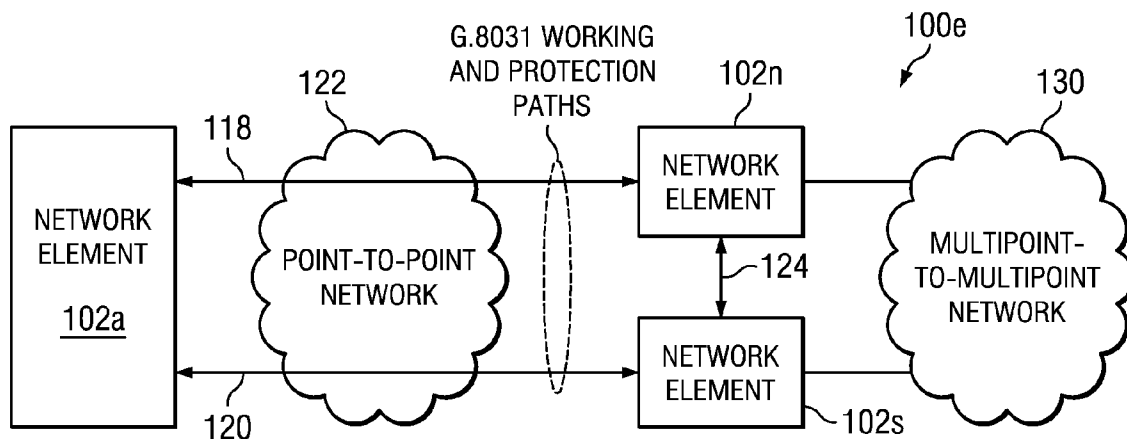 G.8031 WORKING
AND PROTECTION
PATHS
100e
122
102n
130
118
NETWORK
ELEMENT
NETWORK
ELEMENT
102a
POINT-TO-POINT
NETWORK
124
MULTIPOINT-
TO-MULTIPOINT
NETWORK
NETWORK
ELEMENT
120
102s